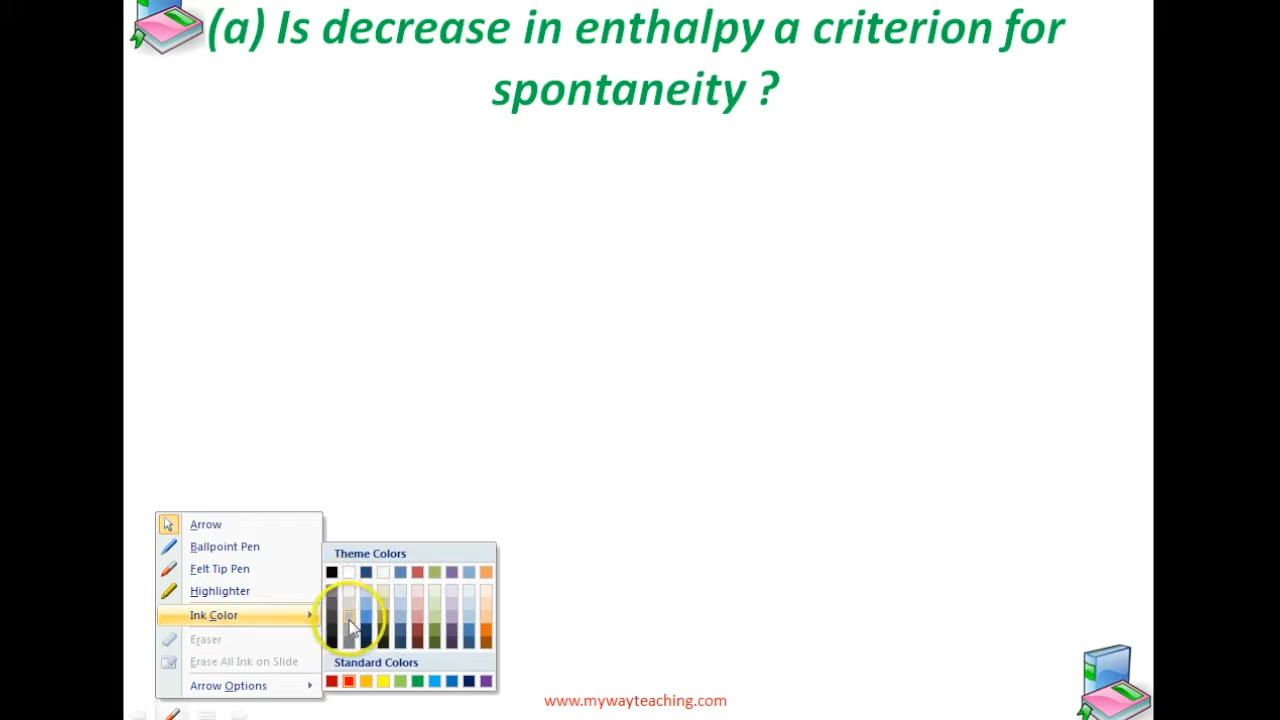 (a) Is decrease in enthalpy a criterion for
spontaneity ?
Arrow
Ballpoint Pen
Felt Tip Pen
Highlighter
Ink Color
Eraser
Erase All Ink on Slide
Arrow Options
Theme Colors
Standard Colors
www.mywayteaching.com